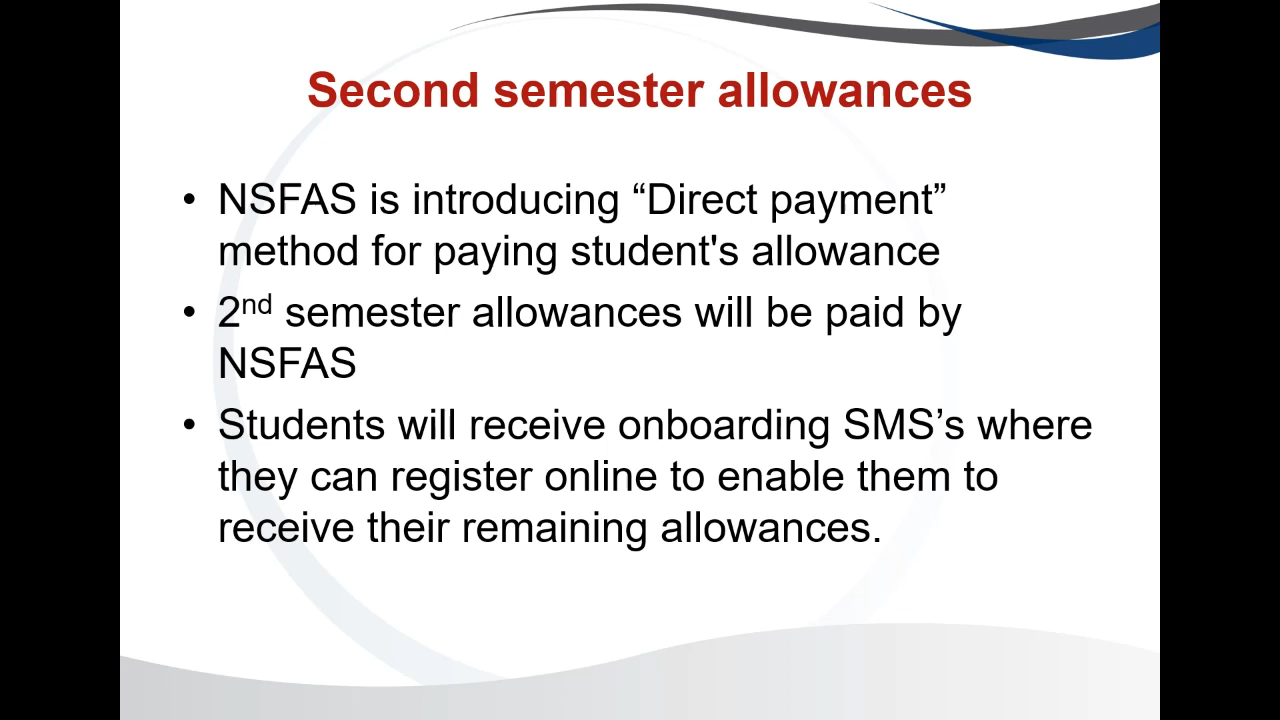 Second semester allowances
• NSFAS is introducing “Direct payment”
method for paying student's allowance
• 2nd semester allowances will be paid by
NSFAS
• Students will receive onboarding SMS’s where
they can register online to enable them to
receive their remaining allowances.